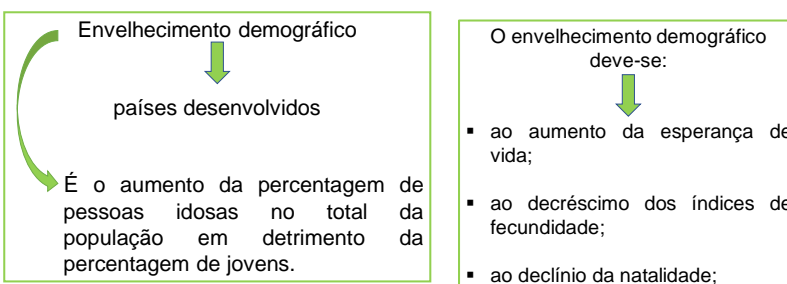 Envelhecimento demográfico
países desenvolvidos
É o aumento da percentagem de
pessoas idosas no total da
população em detrimento da
percentagem de jovens.
O envelhecimento demográfico
deve-se:
▪ ao aumento da esperança de
vida;
▪ ao decréscimo dos índices de
fecundidade;
▪ ao declínio da natalidade;